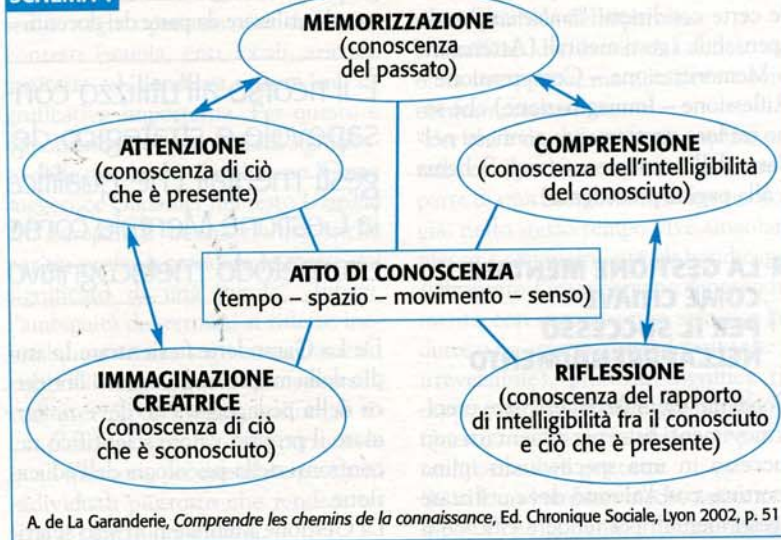 SCHEMA 1
MEMORIZZAZIONE
(conoscenza
del passato)
ATTENZIONE
(conoscenza di ciò
che è presente)
COMPRENSIONE
(conoscenza dell'intelligibilità
del conosciuto)
ATTO DI CONOSCENZA
(tempo – spazio – movimento – senso)
IMMAGINAZIONE
CREATRICE
(conoscenza di ciò
che è sconosciuto)
RIFLESSIONE
(conoscenza del rapporto
di intelligibilità fra il conosciuto
e ciò che è presente)
A. de La Garanderie, Comprendre les chemins de la connaissance, Ed. Chronique Sociale, Lyon 2002, p. 51